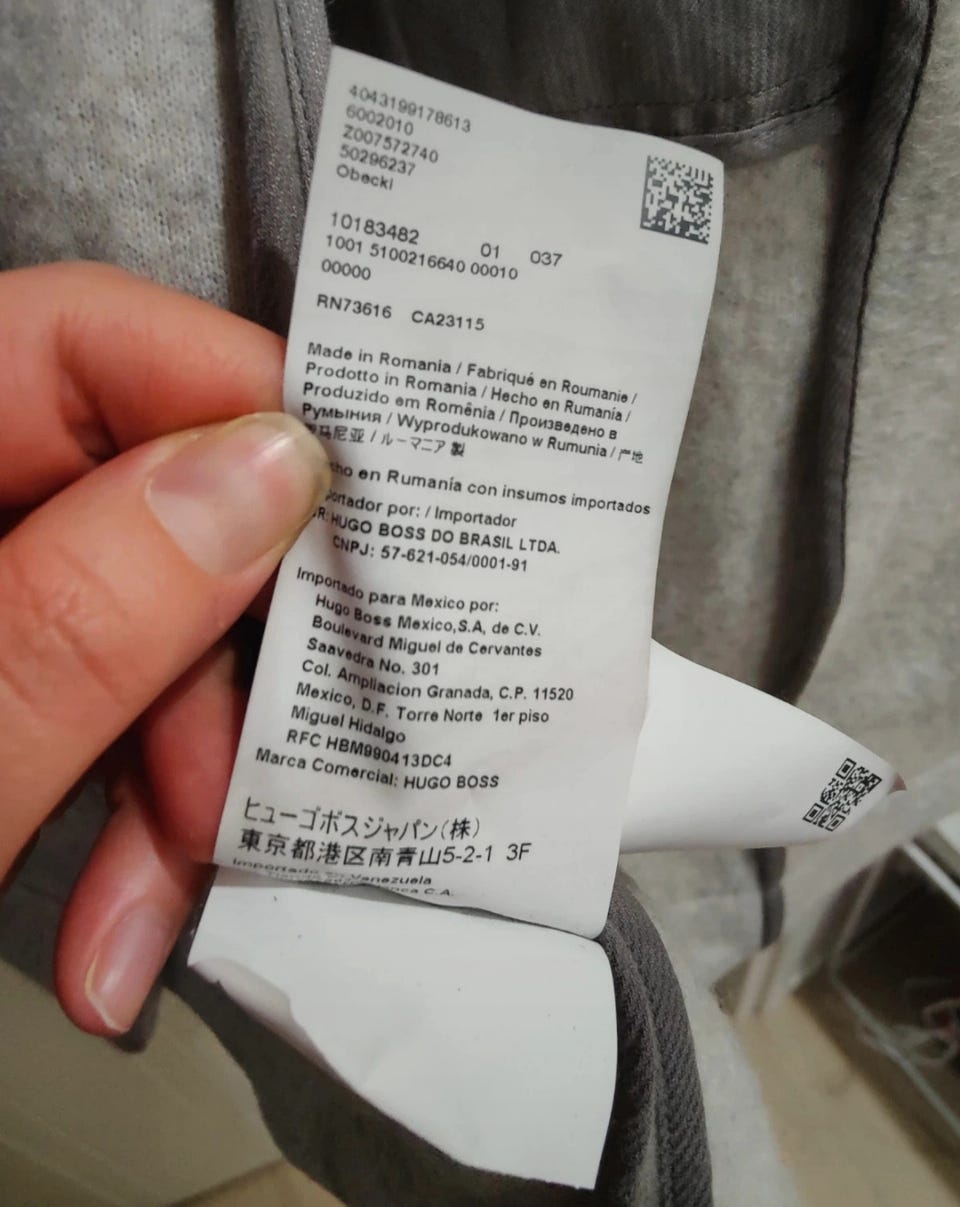 4043199178613
6002010
Z007572740
50296237
Obecki
10183482 01 037
1001 5100216640 00010
00000
RN73616 CA23115
Made in Romania / Fabriqué en Roumanie /
Prodotto in Romania / Hecho en Rumania /
Produzido em Romênia / Произведено в
Румыния / Wyprodukowano w Rumunia / 产地
马尼亚 / ルーマニア 製
en Rumanía con insumos importados
por: / Importador
HUGO BOSS DO BRASIL LTDA.
CNPJ: 57-621-054/0001-91
Importado para Mexico por:
Hugo Boss Mexico,S.A, de C.V.
Boulevard Miguel de Cervantes
Saavedra No. 301
Col. Ampliacion Granada, C.P. 11520
Mexico, D.F. Torre Norte 1er piso
Miguel Hidalgo
RFC HBM990413DC4
Marca Comercial: HUGO BOSS
ヒューゴボスジャパン(株)
東京都港区南青山5-2-1 3F
Importado en Venezuela
C.A.